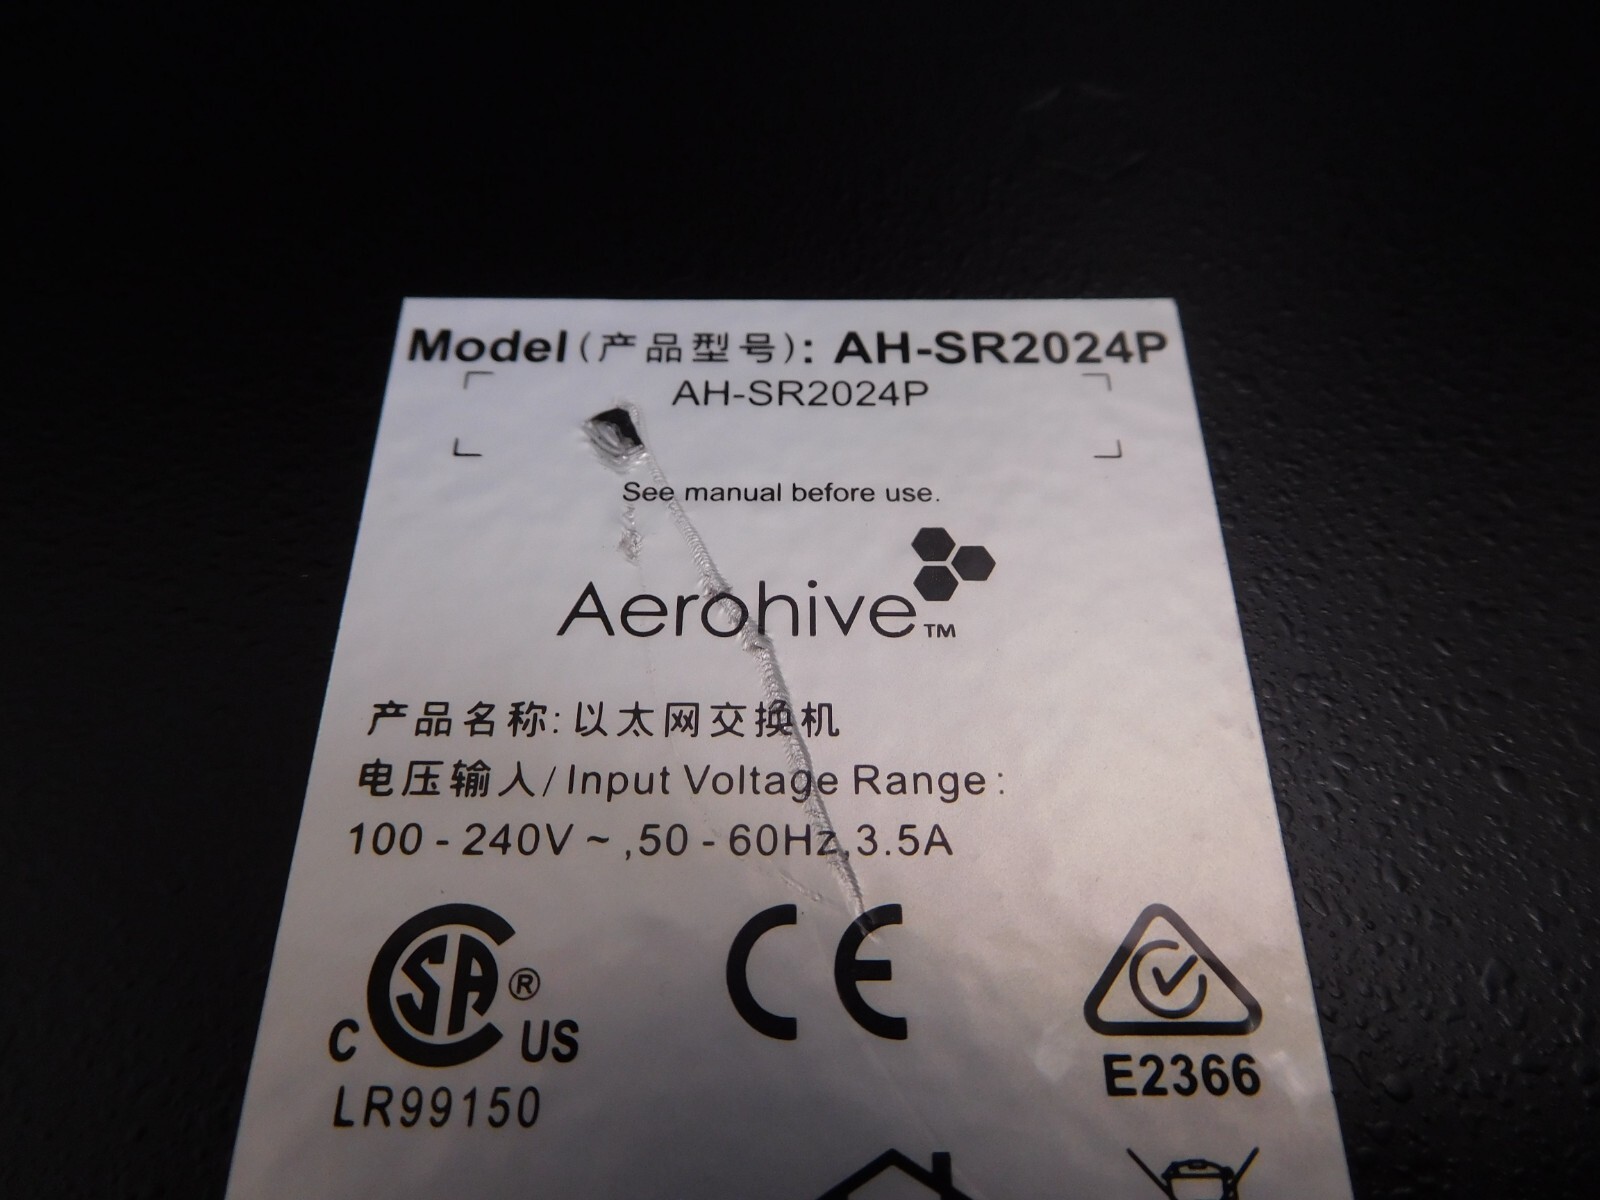 Model(产品型号): AH-SR2024P
AH-SR2024P
See manual before use.
Aerohive™
产品名称:以太网交换机
电压输入/Input Voltage Range:
100-240V~,50-60Hz,3.5A
C SA® US
CE
LR99150
E2366